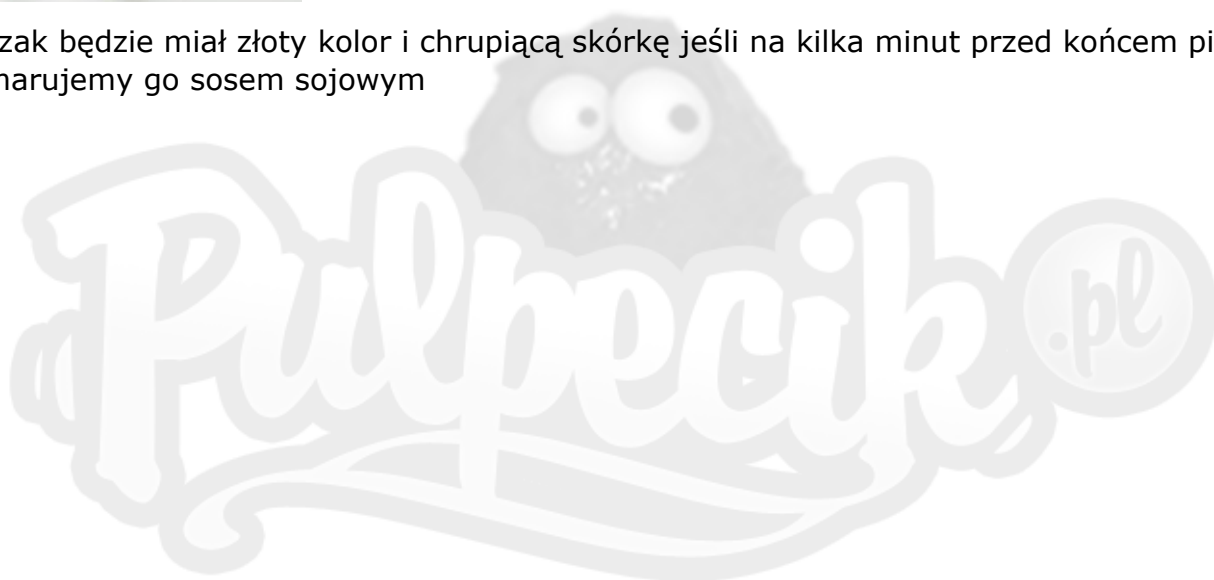 zak będzie miał złoty kolor i chrupiącą skórkę jeśli na kilka minut przed końcem pi
narujemy go sosem sojowym
Pulpecik.pl